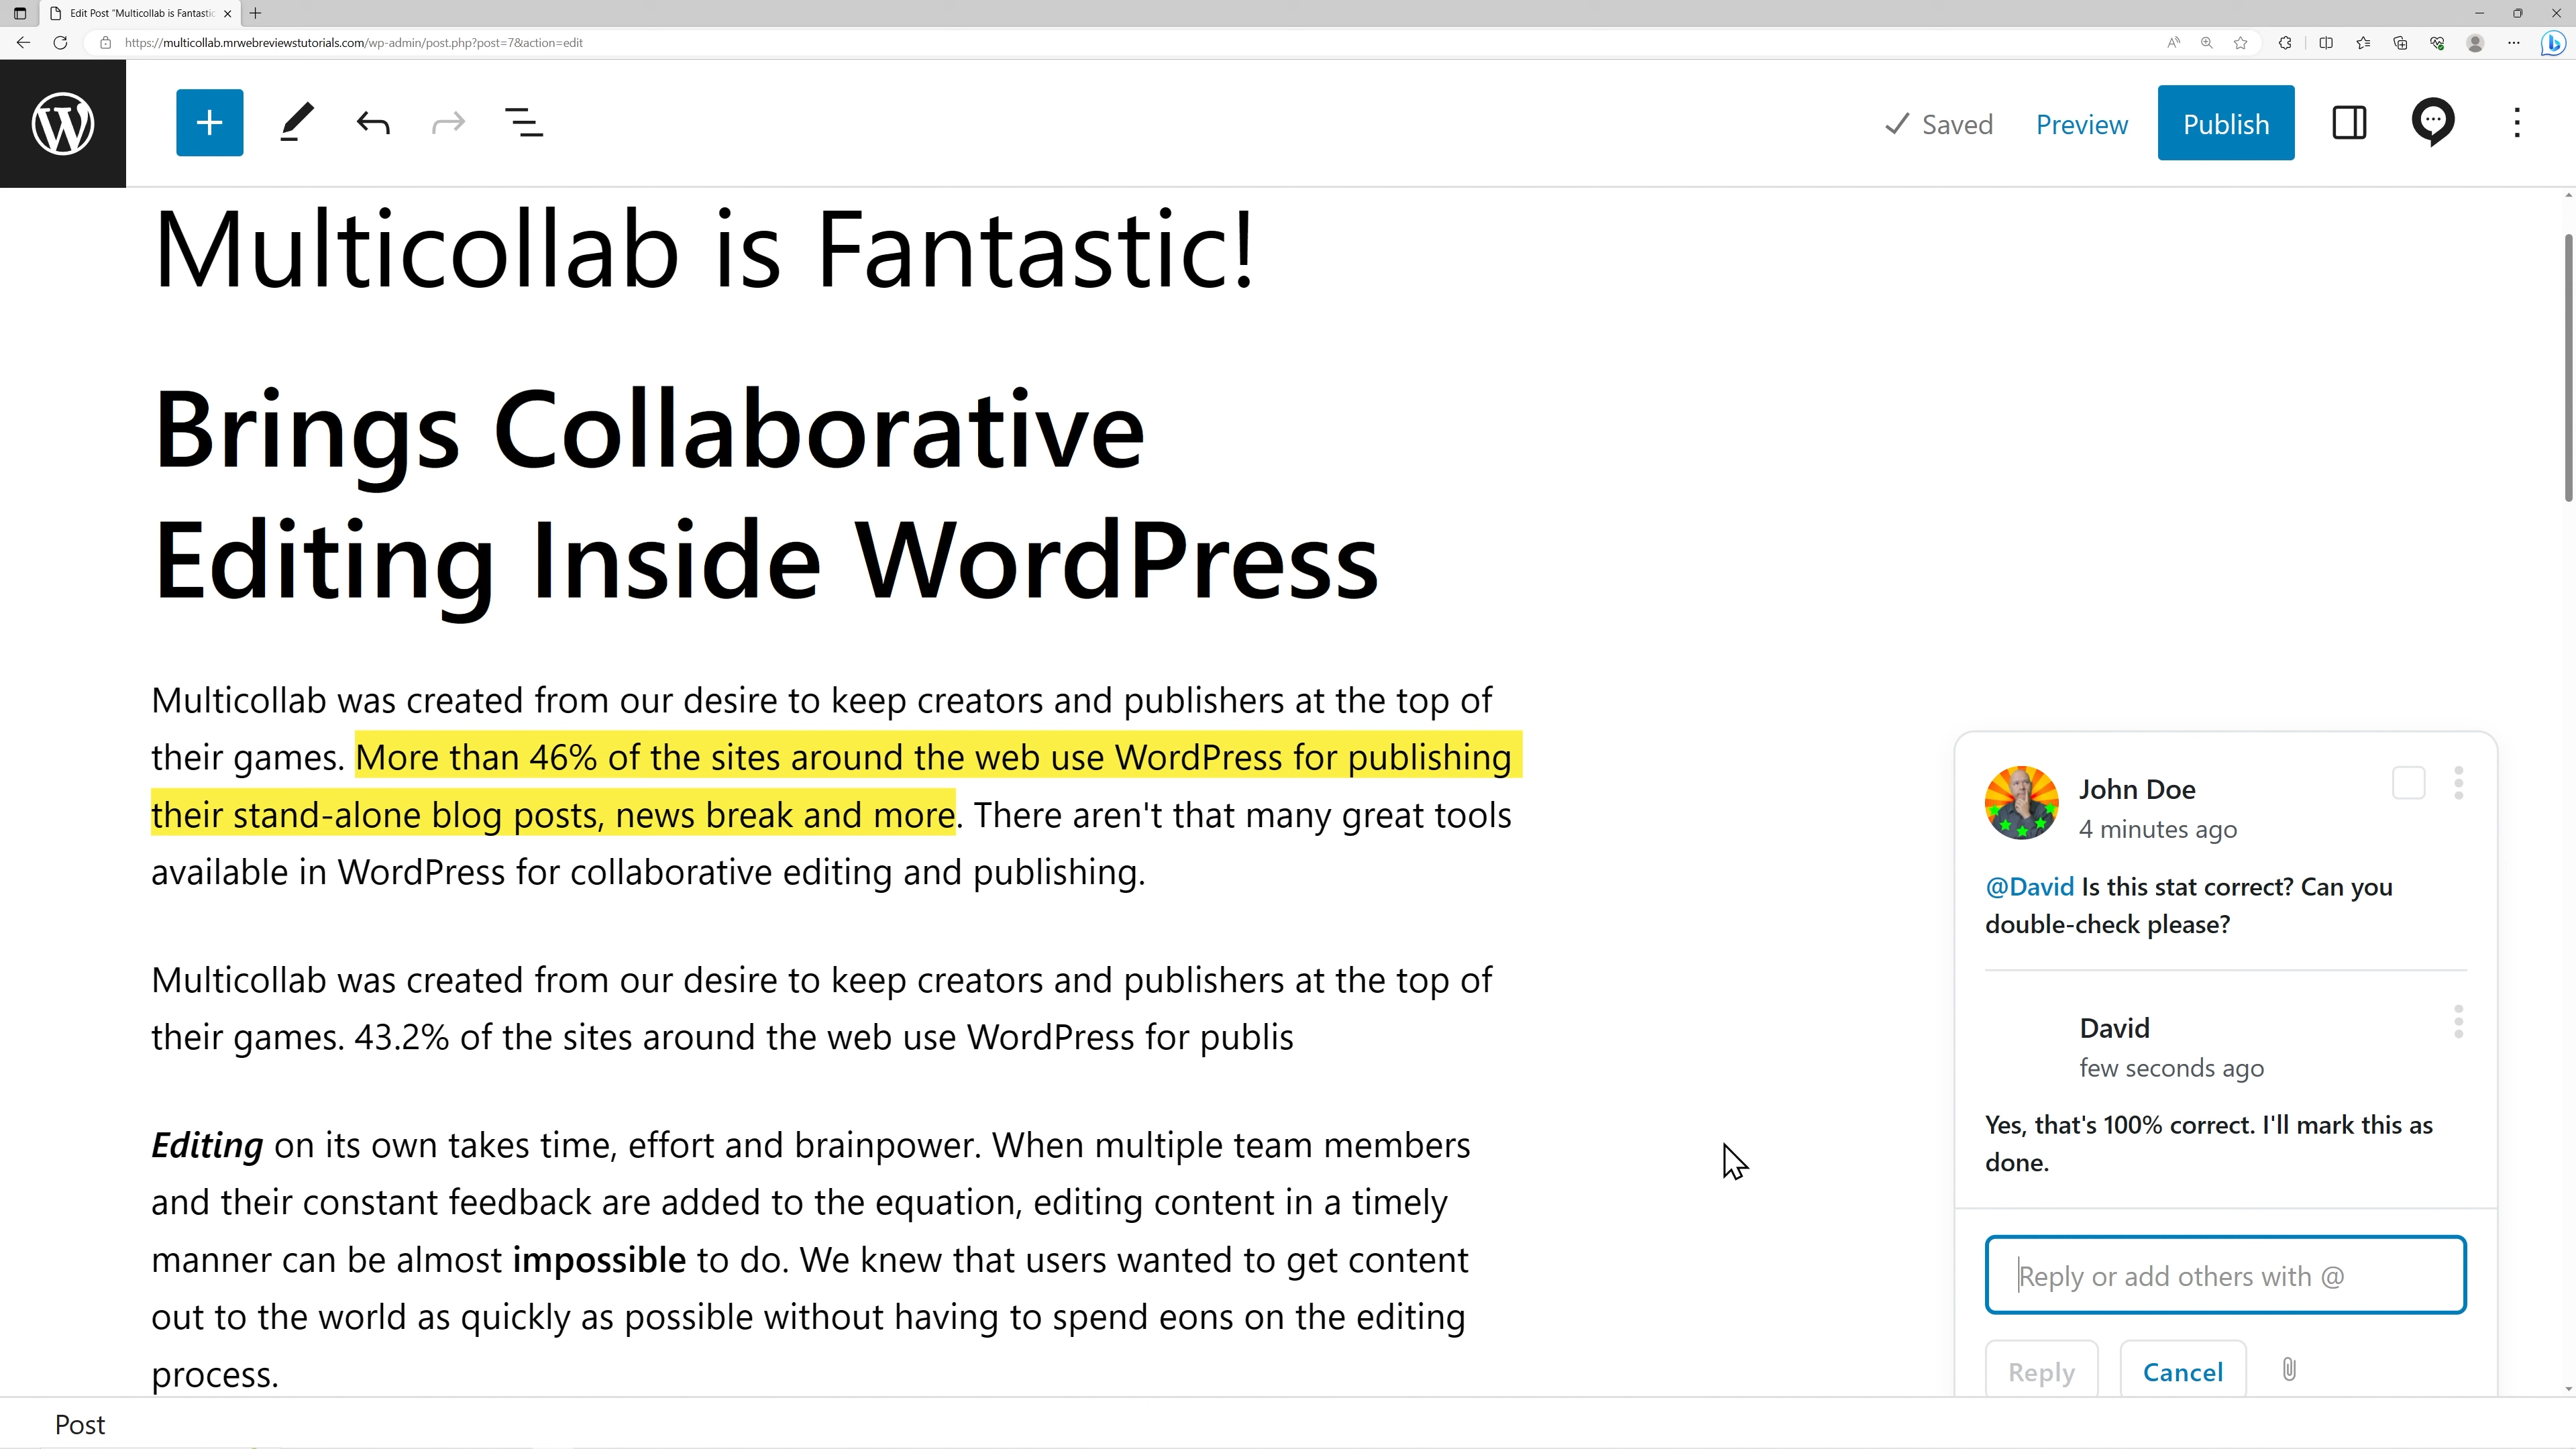 Edit Post "Multicollab is Fantastic
https://multicollab.mrwebreviewstutorials.com/wp-admin/post.php?post=7&action=edit
Saved
Preview
Publish
Multicollab is Fantastic!
Brings Collaborative
Editing Inside WordPress
Multicollab was created from our desire to keep creators and publishers at the top of
their games. More than 46% of the sites around the web use WordPress for publishing
their stand-alone blog posts, news break and more. There aren't that many great tools
available in WordPress for collaborative editing and publishing.
Multicollab was created from our desire to keep creators and publishers at the top of
their games. 43.2% of the sites around the web use WordPress for publis
Editing on its own takes time, effort and brainpower. When multiple team members
and their constant feedback are added to the equation, editing content in a timely
manner can be almost impossible to do. We knew that users wanted to get content
out to the world as quickly as possible without having to spend eons on the editing
process.
John Doe
4 minutes ago
@David Is this stat correct? Can you
double-check please?
David
few seconds ago
Yes, that's 100% correct. I'll mark this as
done.
Reply or add others with @
Reply
Cancel
Post